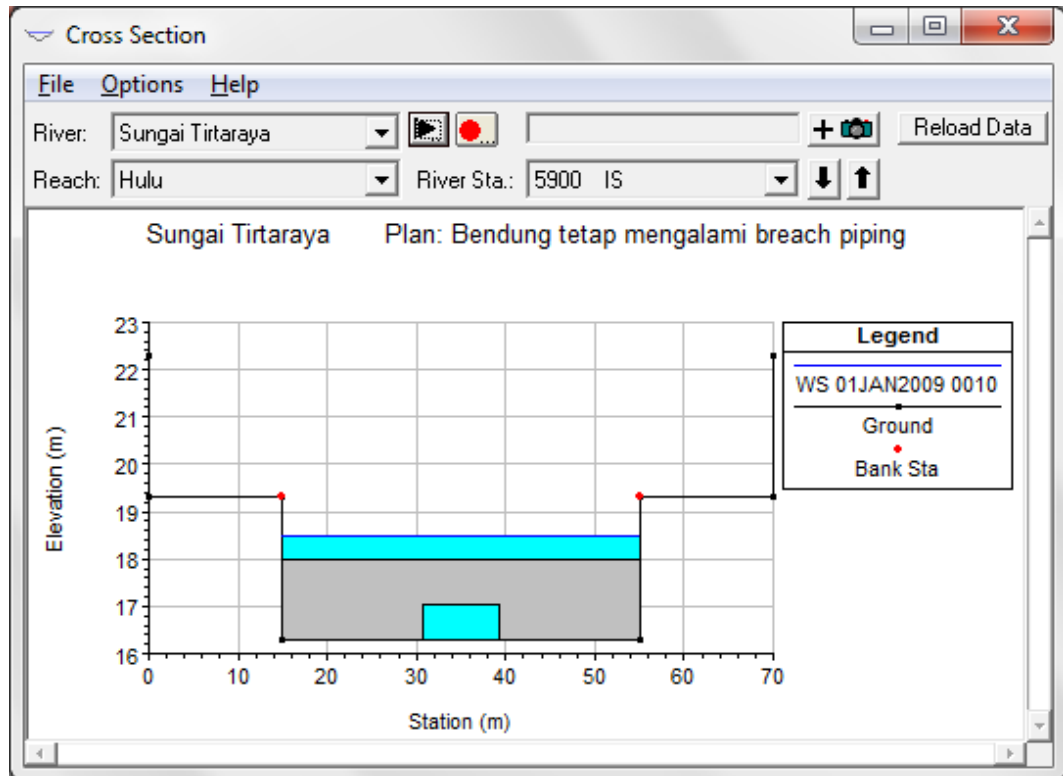 Cross Section
File Options Help
River: Sungai Tirtaraya ... + Reload Data
Reach: Hulu River Sta.: 5900 IS
Sungai Tirtaraya Plan: Bendung tetap mengalami breach piping
23
22
21
20
19
18
17
16
Elevation (m)
0 10 20 30 40 50 60 70
Station (m)
Legend
WS 01JAN2009 0010
Ground
Bank Sta